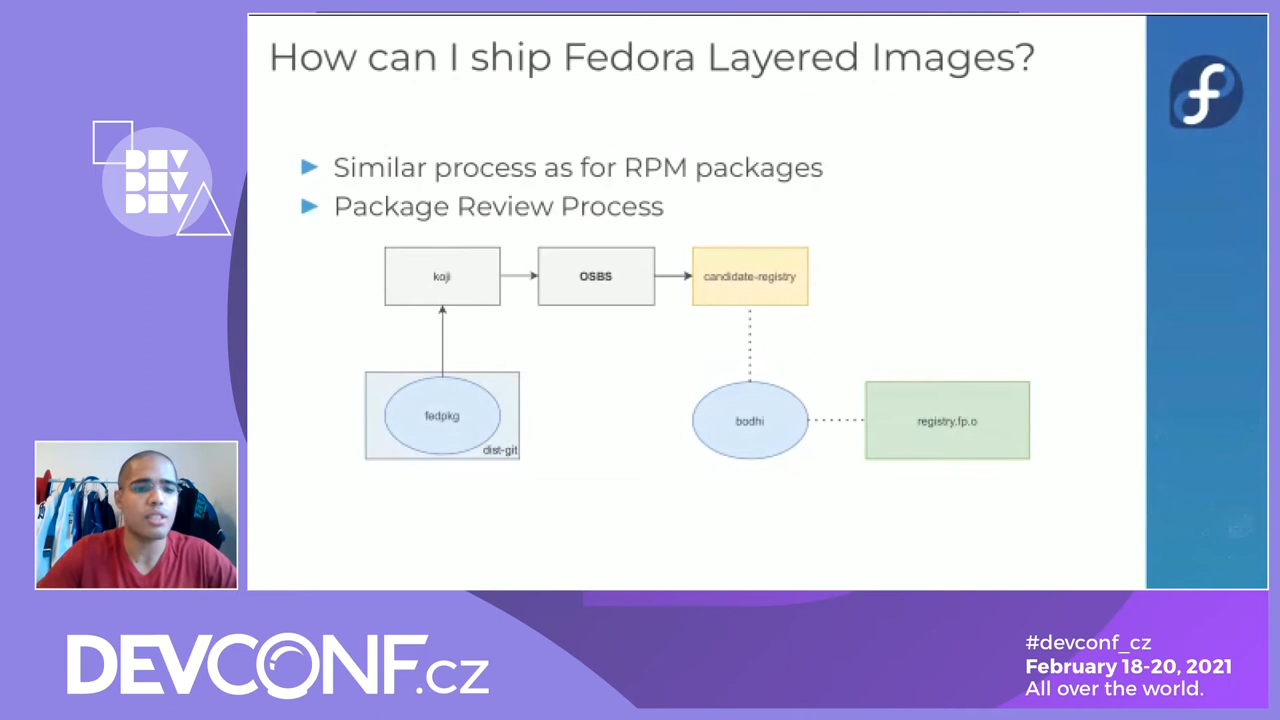 How can I ship Fedora Layered Images?
Similar process as for RPM packages
Package Review Process
koji
OSBS
candidate-registry
fedpkg
dist-git
bodhi
registry.fp.o
DEV
DEV
DEV
DEVCONF.cz
#devconf_cz
February 18-20, 2021
All over the world.